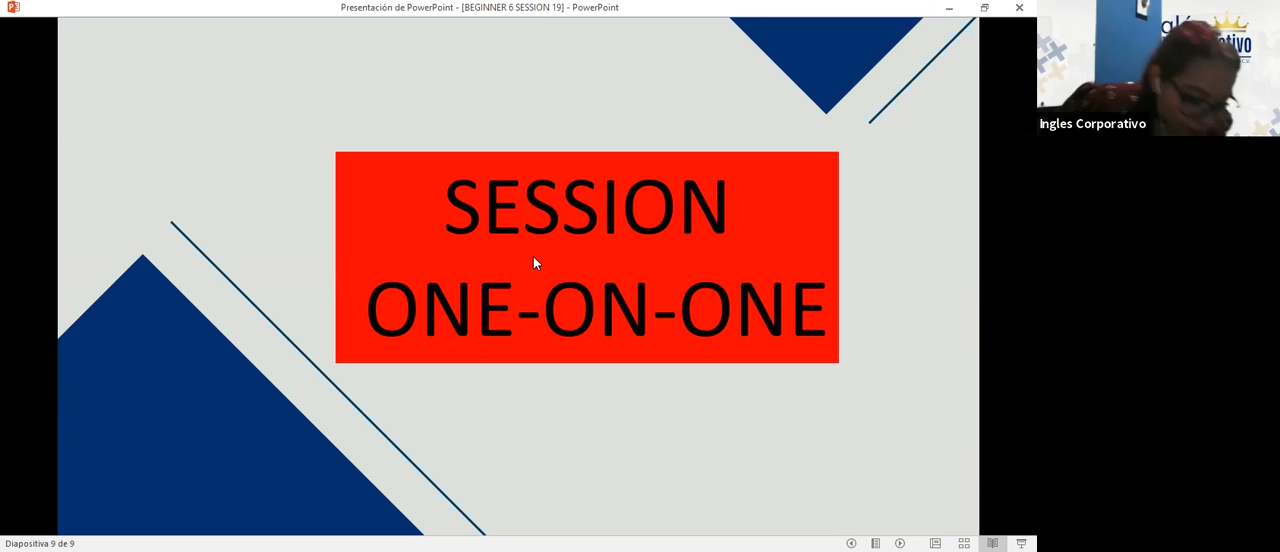 Presentación de PowerPoint - [BEGINNER 6 SESSION 19] - PowerPoint
Ingles Corporativo
SESSION
ONE-ON-ONE
Diapositiva 9 de 9